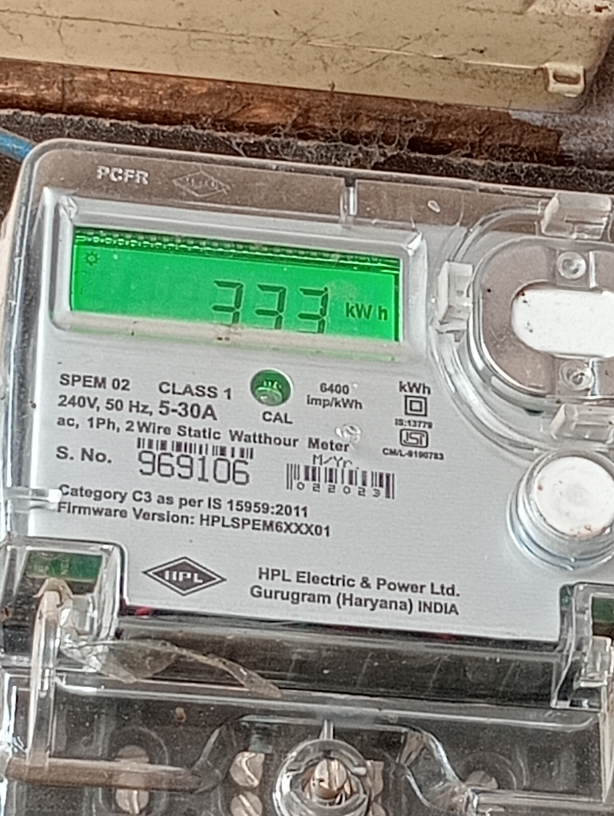 PCFR
333 kWh
SPEM 02 CLASS 1
6400 imp/kWh
kWh
240V, 50 Hz, 5-30A
CAL
IS:13779
ac, 1Ph, 2 Wire Static Watthour Meter
CM/L-8190783
M/Yr.
S. No. 969106
022023
Category C3 as per IS 15959:2011
Firmware Version: HPLSPEM6XXX01
HPL
HPL Electric & Power Ltd.
Gurugram (Haryana) INDIA